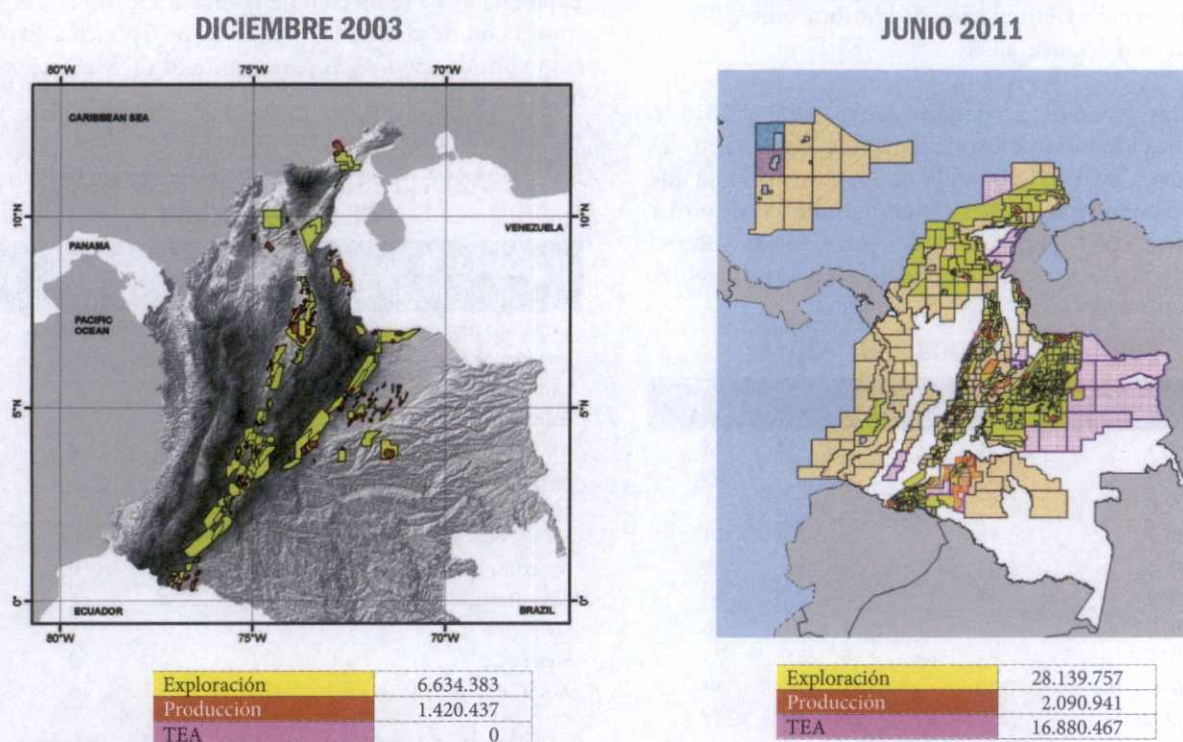 DICIEMBRE 2003
80°W 75°W 70°W
CARIBBEAN SEA
10°N 10°N
VENEZUELA
PANAMA
PACIFIC
OCEAN
5°N 5°N
0° 0°
ECUADOR BRAZIL
80°W 75°W 70°W
Exploración 6.634.383
Producción 1.420.437
TEA 0
JUNIO 2011
Exploración 28.139.757
Producción 2.090.941
TEA 16.880.467